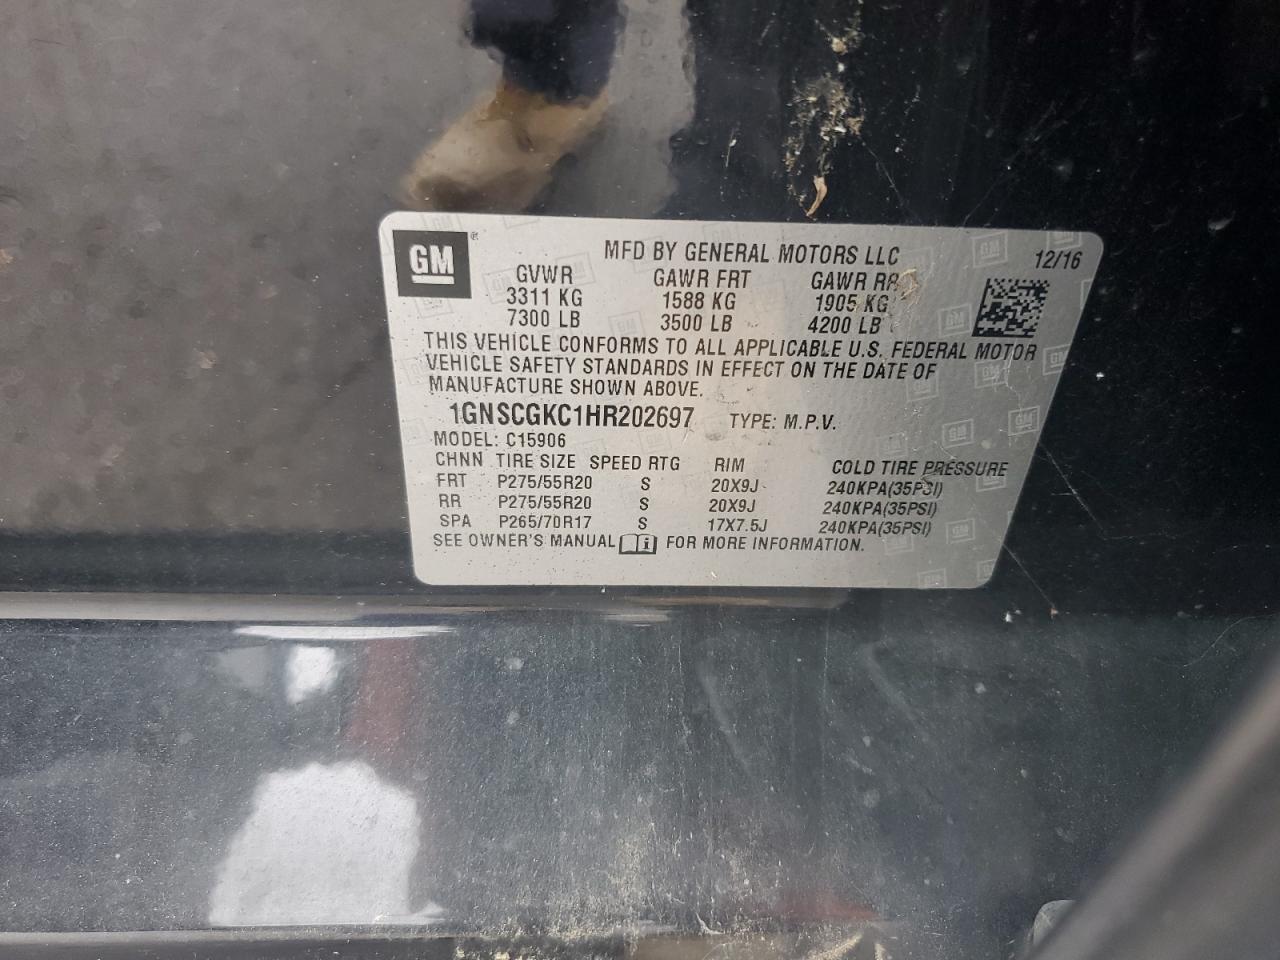 GM ®
MFD BY GENERAL MOTORS LLC 12/16
GVWR GAWR FRT GAWR RR
3311 KG 1588 KG 1905 KG
7300 LB 3500 LB 4200 LB
THIS VEHICLE CONFORMS TO ALL APPLICABLE U.S. FEDERAL MOTOR
VEHICLE SAFETY STANDARDS IN EFFECT ON THE DATE OF
MANUFACTURE SHOWN ABOVE.
1GNSCGKC1HR202697 TYPE: M.P.V.
MODEL: C15906
CHNN TIRE SIZE SPEED RTG RIM COLD TIRE PRESSURE
FRT P275/55R20 S 20X9J 240KPA(35PSI)
RR P275/55R20 S 20X9J 240KPA(35PSI)
SPA P265/70R17 S 17X7.5J 240KPA(35PSI)
SEE OWNER'S MANUAL i FOR MORE INFORMATION.